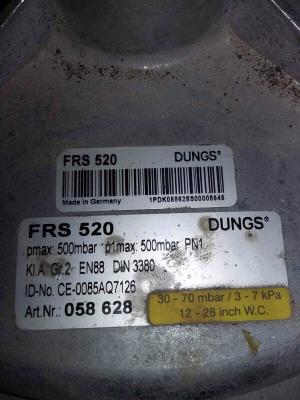 FRS 520 DUNGS®
Made in Germany 1PDK058628S00008545
FRS 520 DUNGS®
pmax: 500mbar p1max: 500mbar PN1
Kl.A Gr.2 EN88 DIN 3380
ID-No. CE-0085AQ7126
Art.Nr.: 058 628
30 - 70 mbar / 3 - 7 kPa
12 - 28 inch W.C.